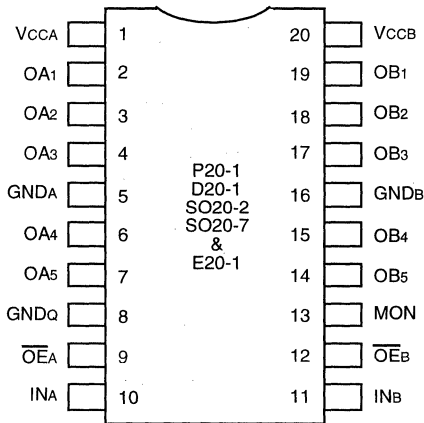 VCCA 1 20 VCCB
OA1 2 19 OB1
OA2 3 18 OB2
OA3 4 17 OB3
P20-1
D20-1
SO20-2
SO20-7
&
E20-1
GNDA 5 16 GNDB
OA4 6 15 OB4
OA5 7 14 OB5
GNDQ 8 13 MON
O̅E̅A 9 12 O̅E̅B
INA 10 11 INB